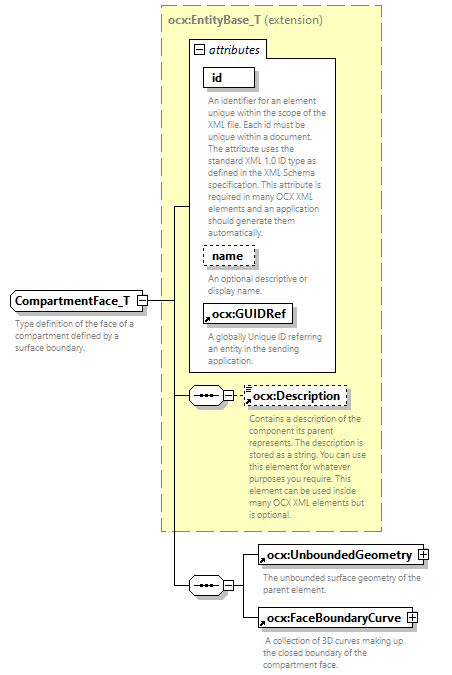 ocx:EntityBase_T (extension)
attributes
id
An identifier for an element
unique within the scope of the
XML file. Each id must be
unique within a document.
The attribute uses the
standard XML 1.0 ID type as
defined in the XML Schema
specification. This attribute is
required in many OCX XML
elements and an application
should generate them
automatically.
name
An optional descriptive or
display name.
ocx:GUIDRef
A globally Unique ID referring
an entity in the sending
application.
CompartmentFace_T
Type definition of the face of a
compartment defined by a
surface boundary.
ocx:Description
Contains a description of the
component its parent
represents. The description is
stored as a string. You can use
this element for whatever
purposes you require. This
element can be used inside
many OCX XML elements but
is optional.
ocx:UnboundedGeometry
The unbounded surface geometry of the
parent element.
ocx:FaceBoundaryCurve
A collection of 3D curves making up
the closed boundary of the
compartment face.